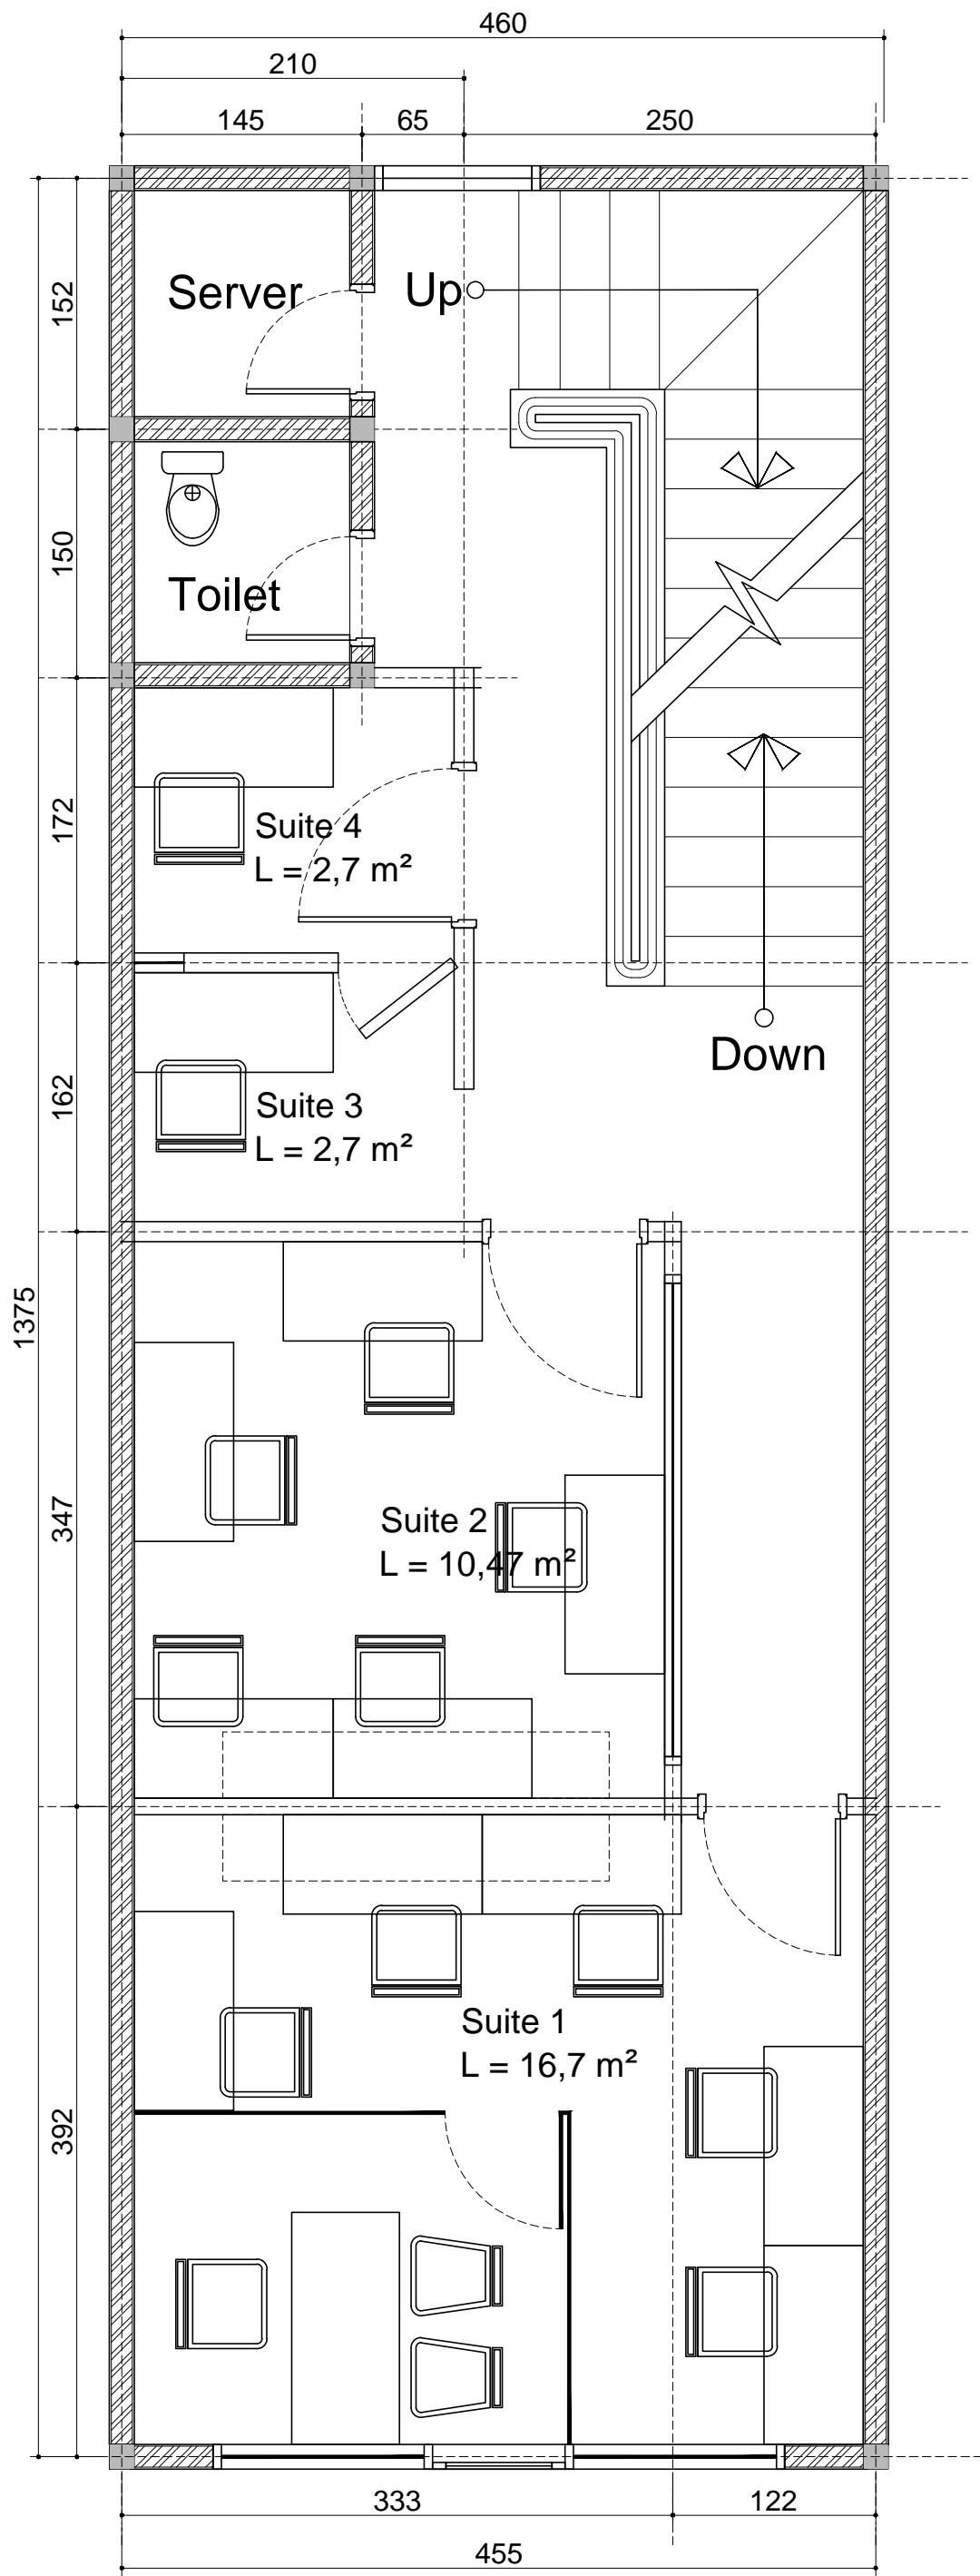 460
210
145
65
250
Server
Up
152
150
Toilet
172
Suite 4
L = 2,7 m²
Down
162
Suite 3
L = 2,7 m²
1375
347
Suite 2
L = 10,47 m²
Suite 1
L = 16,7 m²
392
333
122
455